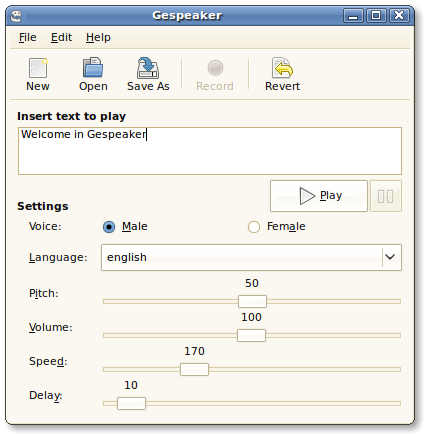 Gespeaker
File Edit Help
New Open Save As Record Revert
Insert text to play
Welcome in Gespeaker
Play
Settings
Voice: Male Female
Language: english
50
Pitch:
100
Volume:
170
Speed:
10
Delay: